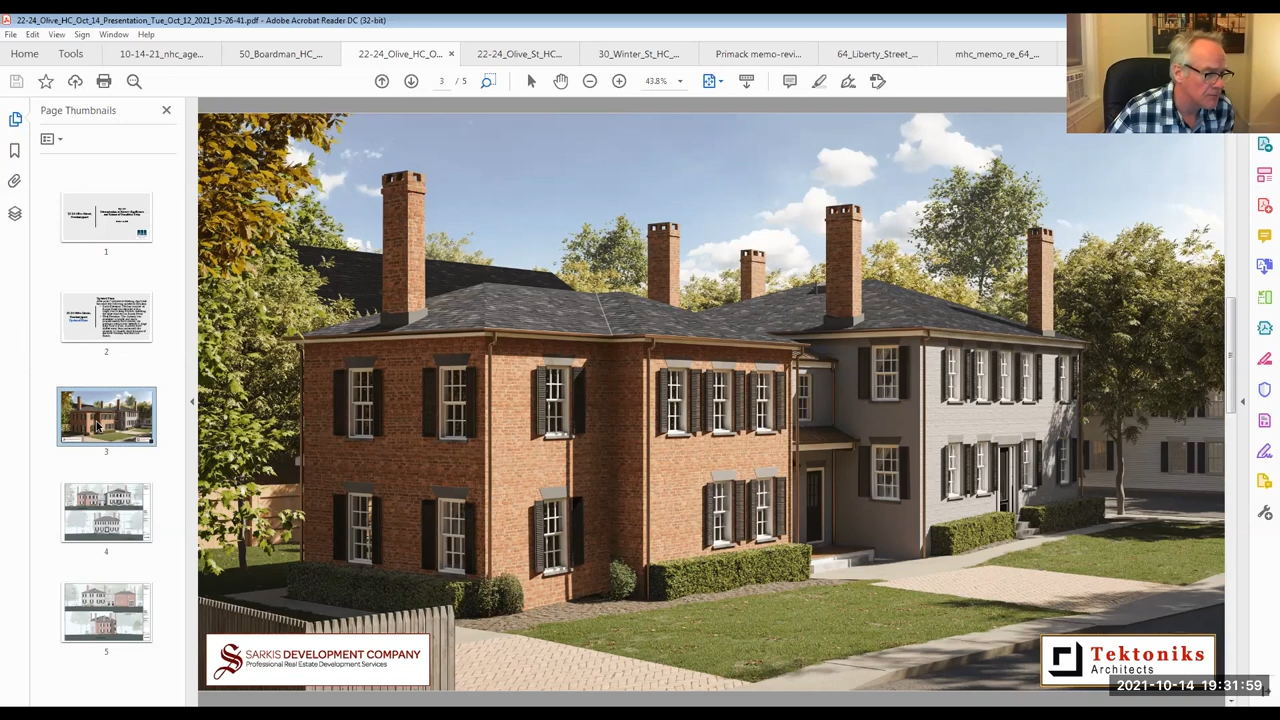 22-24_Olive_HC_Oct_14_Presentation_Tue_Oct_12_2021_15-26-41.pdf - Adobe Acrobat Reader DC (32-bit)
File Edit View Sign Window Help
Home Tools 10-14-21_nhc_age... 50_Boardman_HC_... 22-24_Olive_HC_O... 22-24_Olive_St_HC... 30_Winter_St_HC_... Primack memo-revi... 64_Liberty_Street_... mhc_memo_re_64_...
3 / 5 43.8%
Page Thumbnails
1
2
3
4
5
SARKIS DEVELOPMENT COMPANY
Professional Real Estate Development Services
Tektoniks
Architects
2021-10-14 19:31:59